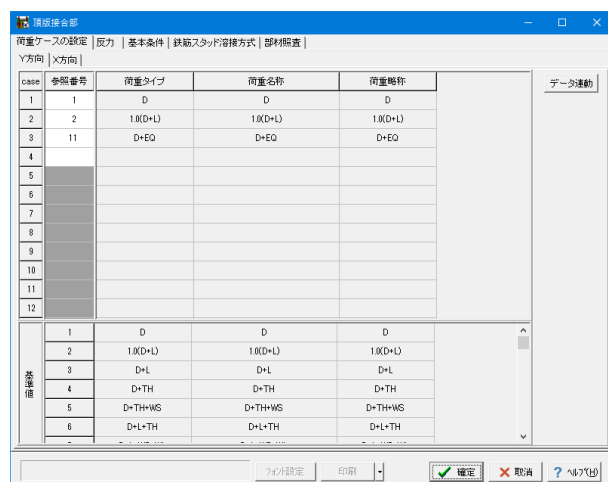 頂版接合部
荷重ケースの設定 反力 基本条件 鉄筋スタッド溶接方式 部材照査
Y方向 X方向
case 参照番号 荷重タイプ 荷重名称 荷重略称 データ連動
1 1 D D D
2 2 1.0(D+L) 1.0(D+L) 1.0(D+L)
3 11 D+EQ D+EQ D+EQ
4
5
6
7
8
9
10
11
12
基準値
1 D D D
2 1.0(D+L) 1.0(D+L) 1.0(D+L)
3 D+L D+L D+L
4 D+TH D+TH D+TH
5 D+TH+WS D+TH+WS D+TH+WS
6 D+L+TH D+L+TH D+L+TH
フォント設定 印刷 確定 取消 ? ヘルプ(H)